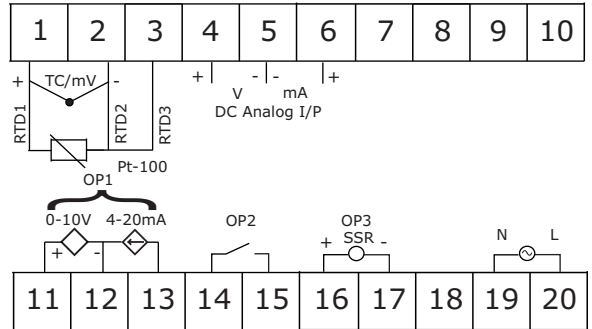 1 2 3 4 5 6 7 8 9 10
+ TC/mV - + - - +
V mA
DC Analog I/P
RTD1 RTD2 RTD3
Pt-100
OP1
0-10V 4-20mA OP2 OP3
SSR N L
+ - + -
11 12 13 14 15 16 17 18 19 20